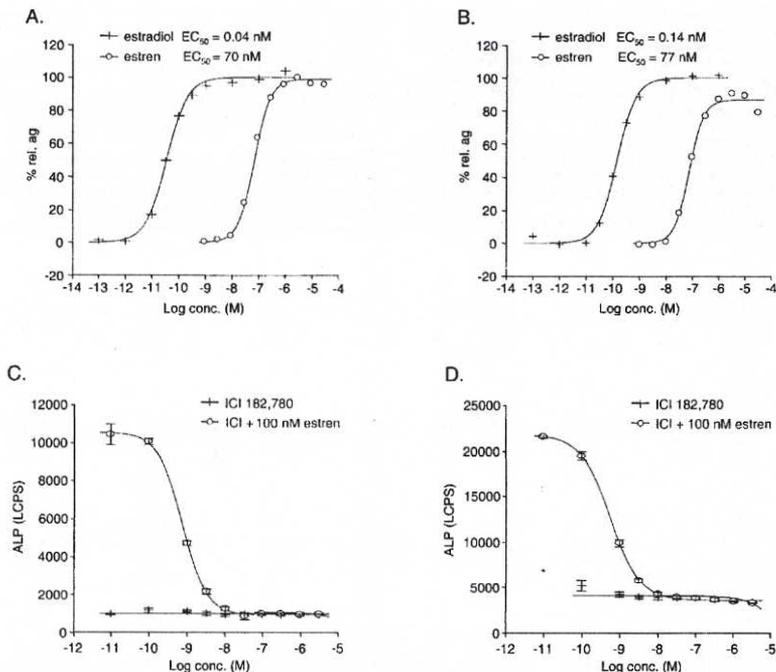 A.
estradiol EC50 = 0.04 nM
estren EC50 = 70 nM
120
100
80
60
40
20
0
-20
% rel. ag
-14 -13 -12 -11 -10 -9 -8 -7 -6 -5 -4
Log conc. (M)
B.
estradiol EC50 = 0.14 nM
estren EC50 = 77 nM
120
100
80
60
40
20
0
-20
% rel. ag
-14 -13 -12 -11 -10 -9 -8 -7 -6 -5 -4
Log conc. (M)
C.
ICI 182,780
ICI + 100 nM estren
12000
10000
8000
6000
4000
2000
0
ALP (LCPS)
-12 -11 -10 -9 -8 -7 -6 -5
Log conc. (M)
D.
ICI 182,780
ICI + 100 nM estren
25000
20000
15000
10000
5000
0
ALP (LCPS)
-12 -11 -10 -9 -8 -7 -6 -5
Log conc. (M)